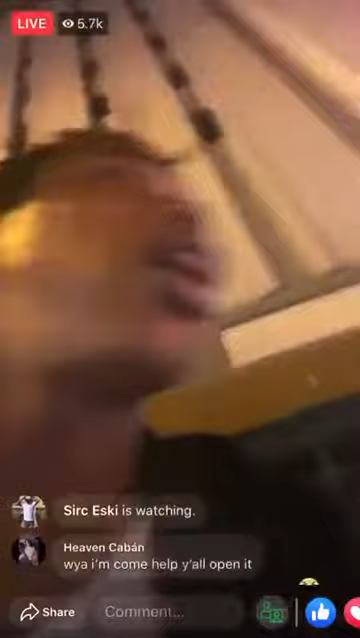 LIVE 5.7k
Sirc Eski is watching.
Heaven Cabán
wya i'm come help y'all open it
Share Comment...